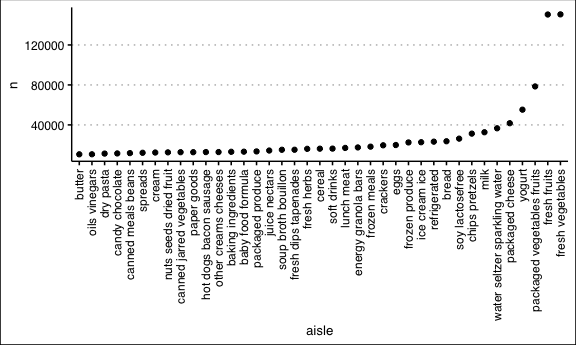 120000
80000
40000
n
butter
oils vinegars
dry pasta
candy chocolate
canned meals beans
spreads
cream
nuts seeds dried fruit
canned jarred vegetables
paper goods
hot dogs bacon sausage
other creams cheeses
baking ingredients
baby food formula
packaged produce
juice nectars
soup broth bouillon
fresh dips tapenades
fresh herbs
cereal
soft drinks
lunch meat
energy granola bars
frozen meals
crackers
eggs
frozen produce
ice cream ice
refrigerated
bread
soy lactosefree
chips pretzels
milk
water seltzer sparkling water
packaged cheese
yogurt
packaged vegetables fruits
fresh fruits
fresh vegetables
aisle